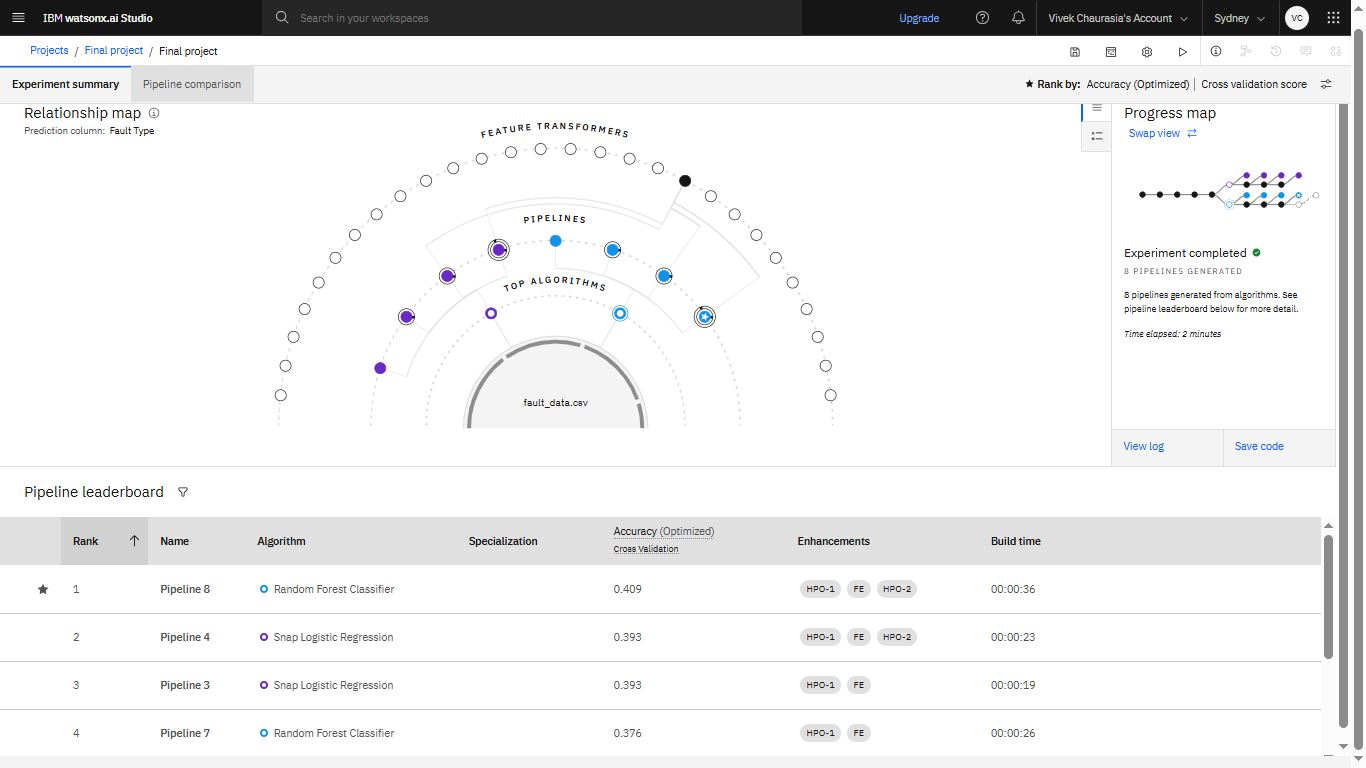 IBM watsonx.ai Studio
Search in your workspaces
Upgrade
Vivek Chaurasia's Account
Sydney
VC
Projects / Final project / Final project
Experiment summary
Pipeline comparison
Rank by: Accuracy (Optimized) | Cross validation score
Relationship map
Prediction column: Fault Type
FEATURE TRANSFORMERS
PIPELINES
TOP ALGORITHMS
fault_data.csv
Progress map
Swap view
Experiment completed
8 PIPELINES GENERATED
8 pipelines generated from algorithms. See
pipeline leaderboard below for more detail.
Time elapsed: 2 minutes
View log
Save code
Pipeline leaderboard
Rank Name Algorithm Specialization Accuracy (Optimized) Cross Validation Enhancements Build time
1 Pipeline 8 Random Forest Classifier 0.409 HPO-1 FE HPO-2 00:00:36
2 Pipeline 4 Snap Logistic Regression 0.393 HPO-1 FE HPO-2 00:00:23
3 Pipeline 3 Snap Logistic Regression 0.393 HPO-1 FE 00:00:19
4 Pipeline 7 Random Forest Classifier 0.376 HPO-1 FE 00:00:26